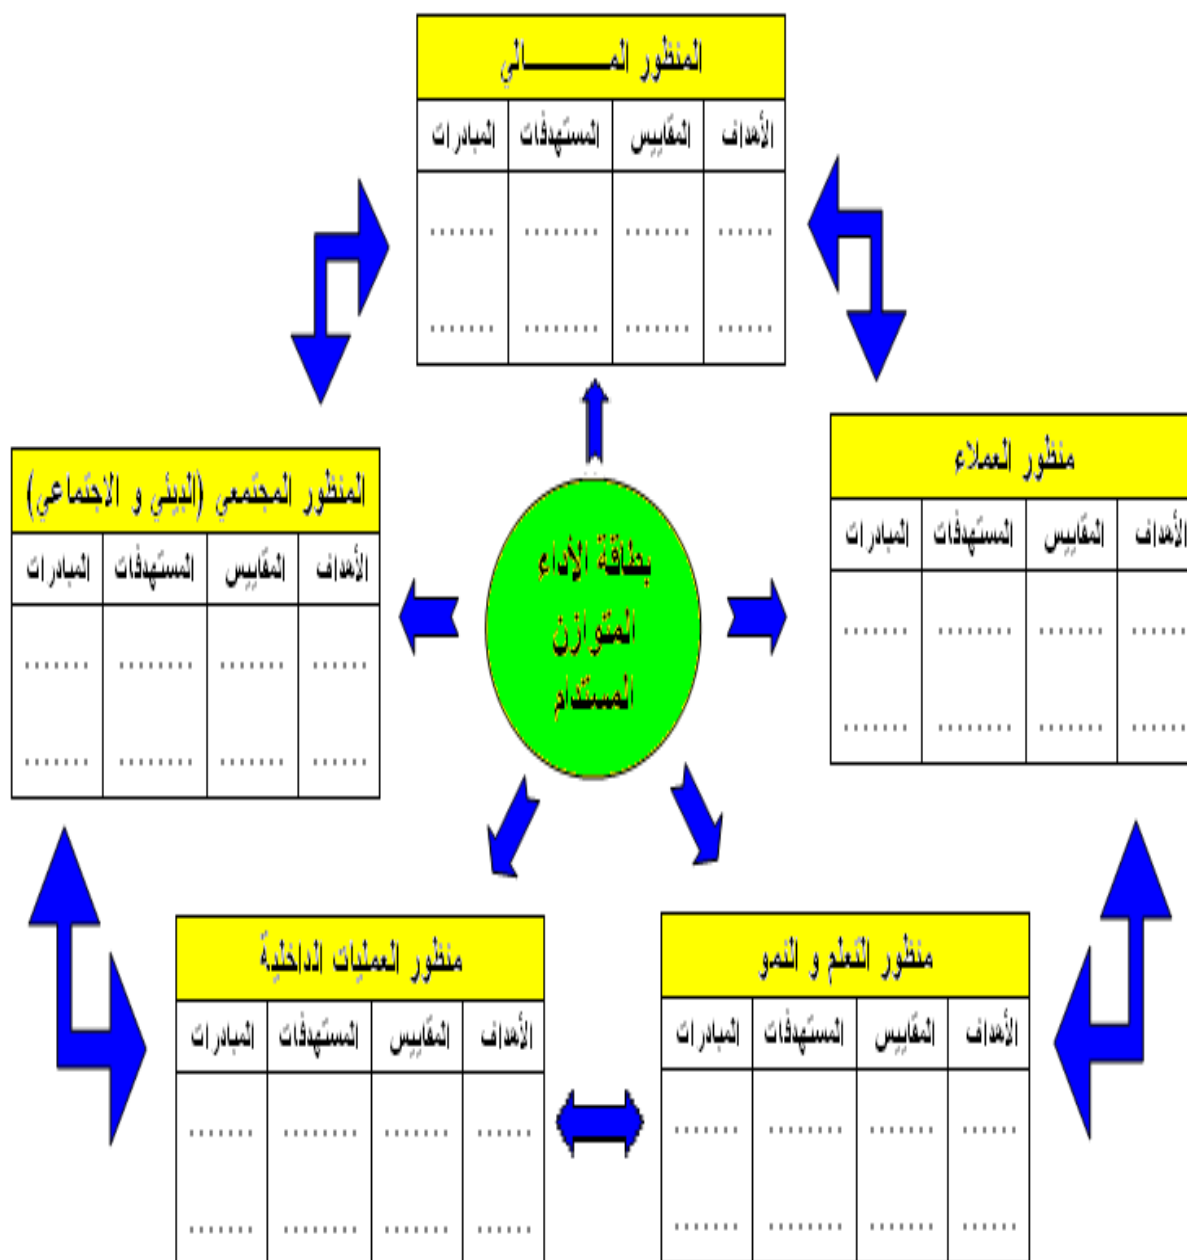 المنظور المـــــــــالي
الأهداف المقاييس المستهدفات المبادرات
...... ....... ........ .......
...... ....... ........ .......
منظور العملاء
الأهداف المقاييس المستهدفات المبادرات
...... ....... ........ .......
...... ....... ........ .......
المنظور المجتمعي (البيئي و الاجتماعي)
الأهداف المقاييس المستهدفات المبادرات
...... ....... ........ .......
...... ....... ........ .......
بطاقة الأداء
المتوازن
المستدام
منظور التعلم و النمو
الأهداف المقاييس المستهدفات المبادرات
...... ....... ........ .......
...... ....... ........ .......
منظور العمليات الداخلية
الأهداف المقاييس المستهدفات المبادرات
...... ....... ........ .......
...... ....... ........ .......